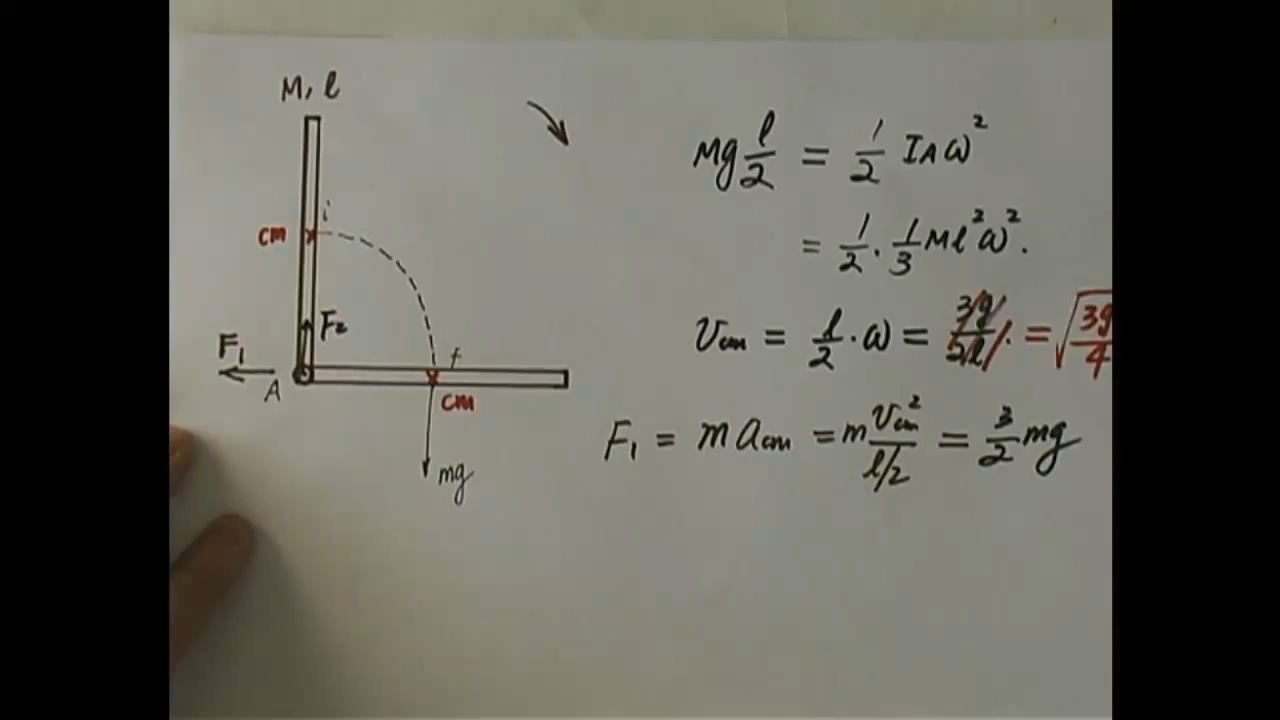 M, l
cm
i
F₂
F₁
A
f
cm
mg
Mg l/2 = 1/2 I_A ω²
= 1/2 · 1/3 Ml²ω².
V_cm = l/2 · ω = 3g/2l · = √3g/4
F₁ = m a_cm = m V_cm²/l/2 = 3/2 mg